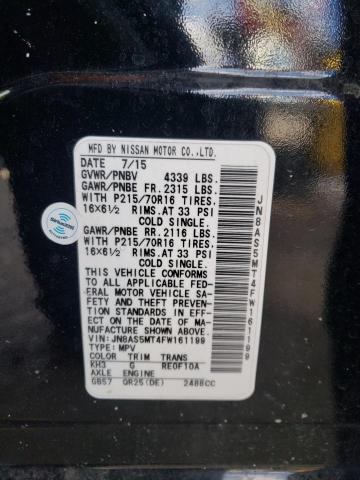 MFD BY NISSAN MOTOR CO.,LTD.
DATE 7/15
GVWR/PNBV 4339 LBS.
GAWR/PNBE FR. 2315 LBS.
WITH P215/70R16 TIRES,
16X6½ RIMS.AT 33 PSI
COLD SINGLE.
GAWR/PNBE RR. 2116 LBS.
WITH P215/70R16 TIRES,
16X6½ RIMS.AT 33 PSI
COLD SINGLE.
THIS VEHICLE CONFORMS
TO ALL APPLICABLE FED-
ERAL MOTOR VEHICLE SA-
FETY AND THEFT PREVENTION
STANDARDS IN EFFECT
ON THE DATE OF MA-
NUFACTURE SHOWN ABOVE.
VIN:JN8AS5MT4FW161199
TYPE: MPV
COLOR TRIM TRANS
KH3 G RE0F10A
AXLE ENGINE
GB57 QR25(DE) 2488CC
JN8AS5MT4FW161199
SiriusXM